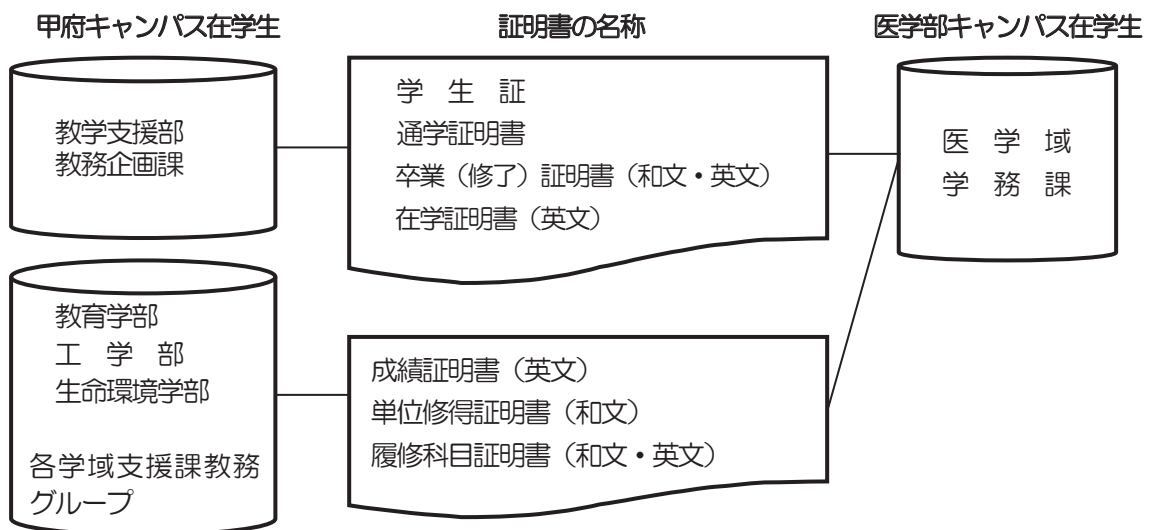 甲府キャンパス在学生
証明書の名称
医学部キャンパス在学生
教学支援部
教務企画課
学 生 証
通学証明書
卒業（修了）証明書（和文・英文）
在学証明書（英文）
医 学 域
学 務 課
教育学部
工 学 部
生命環境学部
各学域支援課教務
グループ
成績証明書（英文）
単位修得証明書（和文）
履修科目証明書（和文・英文）